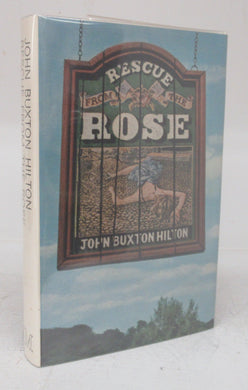 JOHN BUXTON HILTON
RESCUE
FROM THE
ROSE
JOHN BUXTON HILTON